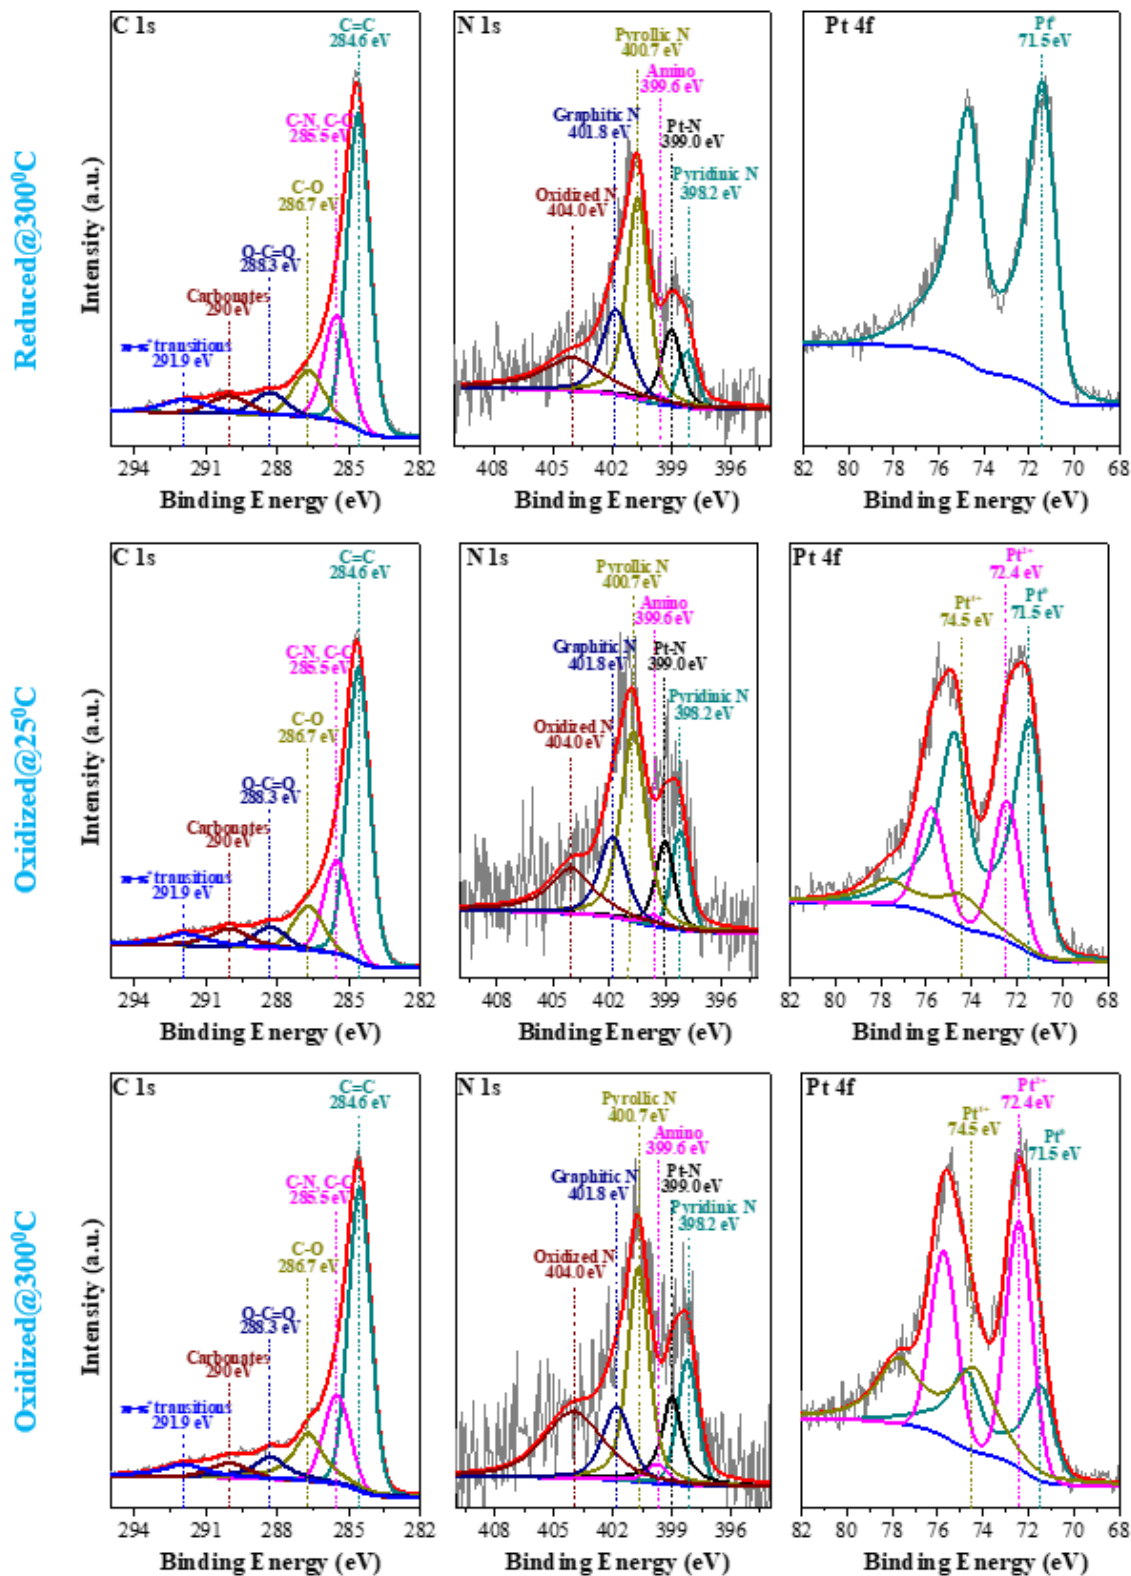 Reduced@300⁰C
Intensity (a.u.)
C 1s
C=C
284.6 eV
C-N, C-C
285.5 eV
C-O
286.7 eV
O-C=O
288.3 eV
Carbonates
290 eV
π-π* transitions
291.9 eV
294 291 288 285 282
Binding Energy (eV)
N 1s
Pyrollic N
400.7 eV
Amino
399.6 eV
Graphitic N
401.8 eV
Pt-N
399.0 eV
Pyridinic N
398.2 eV
Oxidized N
404.0 eV
408 404 402 399 396
Binding Energy (eV)
Pt 4f
Pt⁰
71.5 eV
82 80 78 76 74 72 70 68
Binding Energy (eV)
Oxidized@25⁰C
Intensity (a.u.)
C 1s
C=C
284.6 eV
C-N, C-C
285.5 eV
C-O
286.7 eV
O-C=O
288.3 eV
Carbonates
290 eV
π-π* transitions
291.9 eV
294 291 288 285 282
Binding Energy (eV)
N 1s
Pyrollic N
400.7 eV
Amino
399.6 eV
Graphitic N
401.8 eV
Pt-N
399.0 eV
Pyridinic N
398.2 eV
Oxidized N
404.0 eV
408 404 402 399 396
Binding Energy (eV)
Pt 4f
Pt²⁺
72.4 eV
Pt⁴⁺
74.5 eV
Pt⁰
71.5 eV
82 80 78 76 74 72 70 68
Binding Energy (eV)
Oxidized@300⁰C
Intensity (a.u.)
C 1s
C=C
284.6 eV
C-N, C-C
285.5 eV
C-O
286.7 eV
O-C=O
288.3 eV
Carbonates
290 eV
π-π* transitions
291.9 eV
294 291 288 285 282
Binding Energy (eV)
N 1s
Pyrollic N
400.7 eV
Amino
399.6 eV
Graphitic N
401.8 eV
Pt-N
399.0 eV
Pyridinic N
398.2 eV
Oxidized N
404.0 eV
408 404 402 399 396
Binding Energy (eV)
Pt 4f
Pt²⁺
72.4 eV
Pt⁴⁺
74.5 eV
Pt⁰
71.5 eV
82 80 78 76 74 72 70 68
Binding Energy (eV)